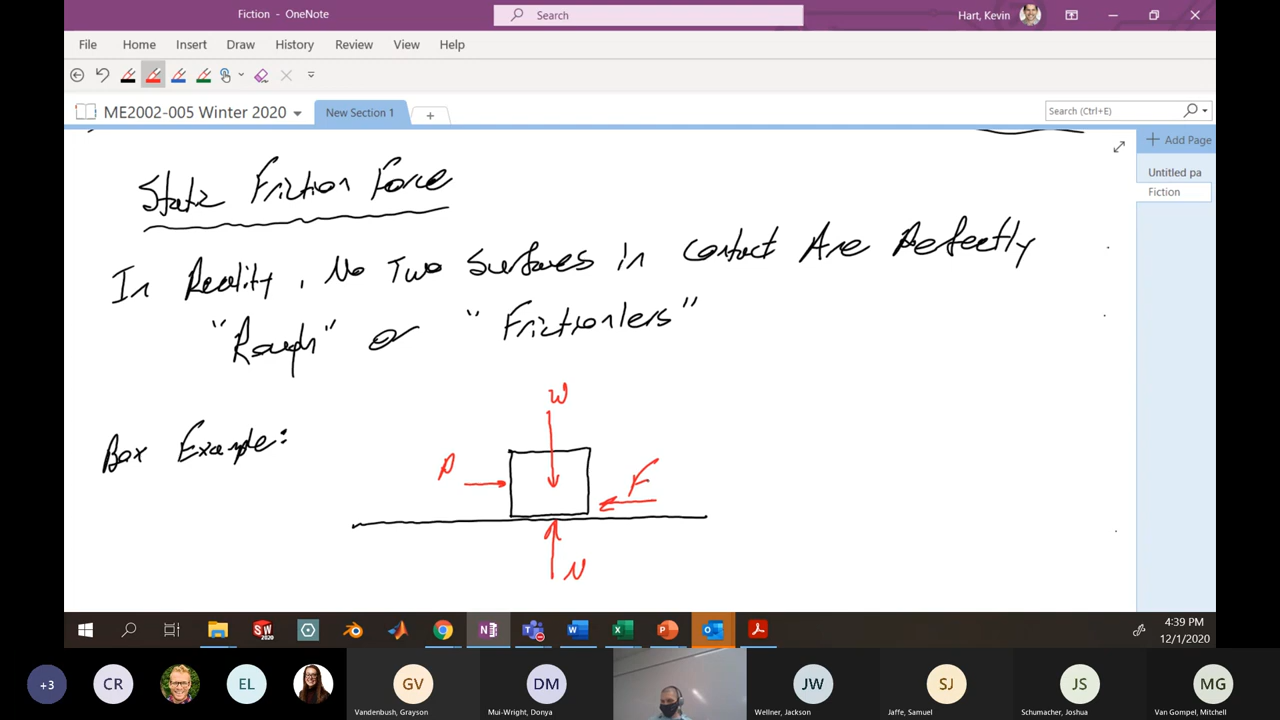 Fiction - OneNote
Search
Hart, Kevin
File Home Insert Draw History Review View Help
ME2002-005 Winter 2020
New Section 1
Search (Ctrl+E)
Add Page
Untitled pa
Fiction
Static Friction Force
In Reality, No Two Surfaces in Contact Are Perfectly
"Rough" or "Frictionless"
Box Example:
W
P
F
N
4:39 PM
12/1/2020
+3 CR EL GV DM JW SJ JS MG
Vandenbush, Grayson Mui-Wright, Donya Wellner, Jackson Jaffe, Samuel Schumacher, Joshua Van Gompel, Mitchell